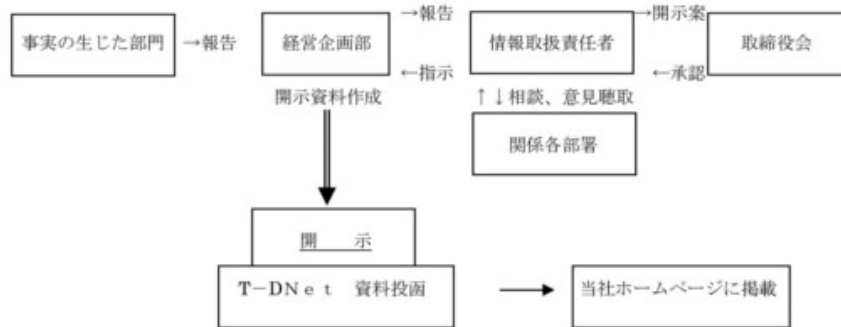 →報告 →開示案
事実の生じた部門 →報告 経営企画部 情報取扱責任者 取締役会
←指示 ←承認
開示資料作成 ↑↓相談、意見聴取
関係各部署
開　示
T－DNet　資料投函 当社ホームページに掲載